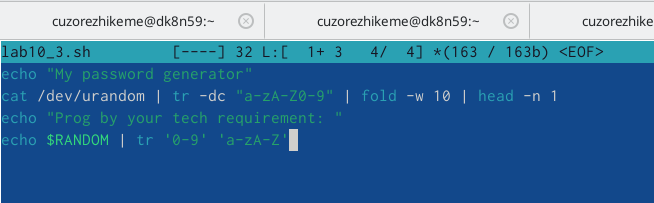 cuzorezhikeme@dk8n59:~ cuzorezhikeme@dk8n59:~ cuzorezhikeme
lab10_3.sh [----] 32 L:[ 1+ 3 4/ 4] *(163 / 163b) <EOF>
echo "My password generator"
cat /dev/urandom | tr -dc "a-zA-Z0-9" | fold -w 10 | head -n 1
echo "Prog by your tech requirement: "
echo $RANDOM | tr '0-9' 'a-zA-Z'